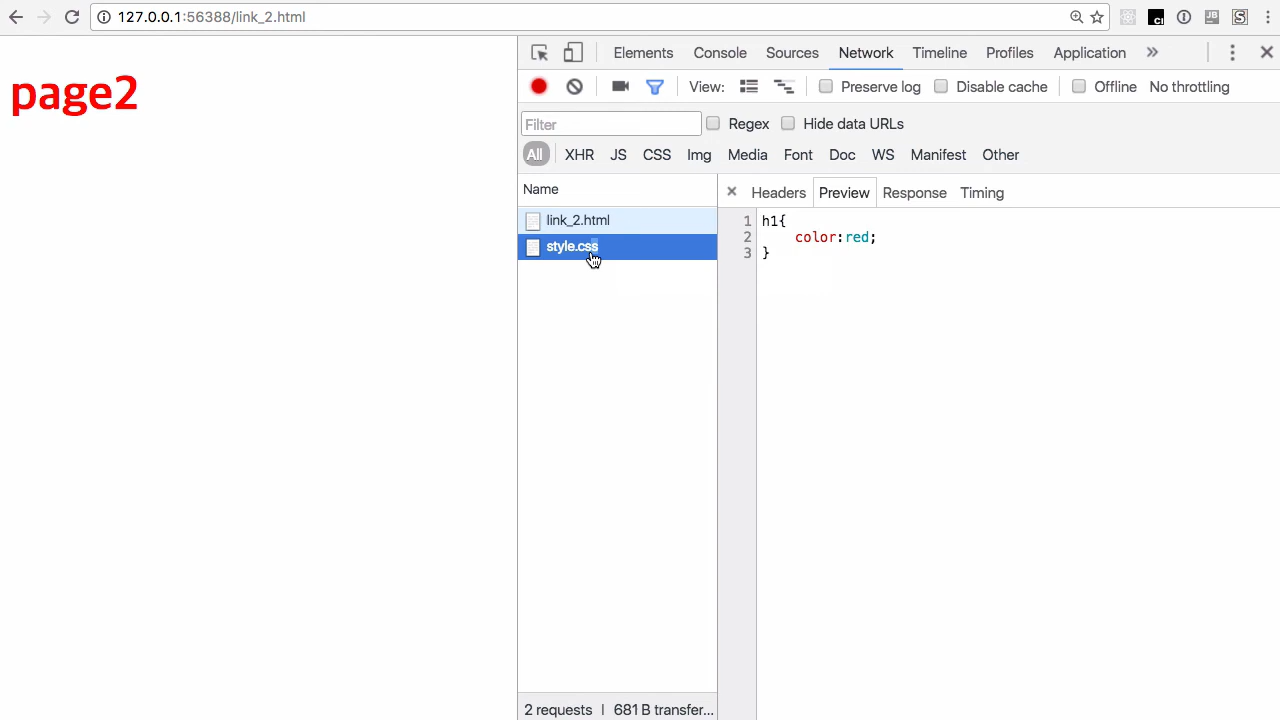 127.0.0.1:56388/link_2.html
page2
Elements Console Sources Network Timeline Profiles Application »
View: Preserve log Disable cache Offline No throttling
Filter Regex Hide data URLs
All XHR JS CSS Img Media Font Doc WS Manifest Other
Name
× Headers Preview Response Timing
link_2.html
style.css
1 h1{
2 color:red;
3 }
2 requests | 681 B transfer...